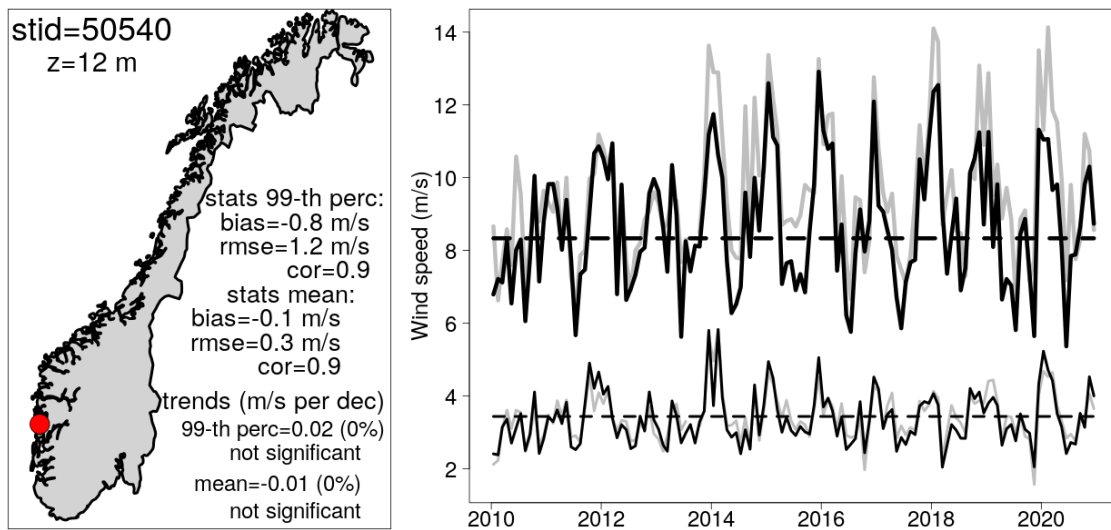 stid=50540
z=12 m
stats 99-th perc:
bias=-0.8 m/s
rmse=1.2 m/s
cor=0.9
stats mean:
bias=-0.1 m/s
rmse=0.3 m/s
cor=0.9
trends (m/s per dec)
99-th perc=0.02 (0%)
not significant
mean=-0.01 (0%)
not significant
Wind speed (m/s)
14
12
10
8
6
4
2
2010 2012 2014 2016 2018 2020